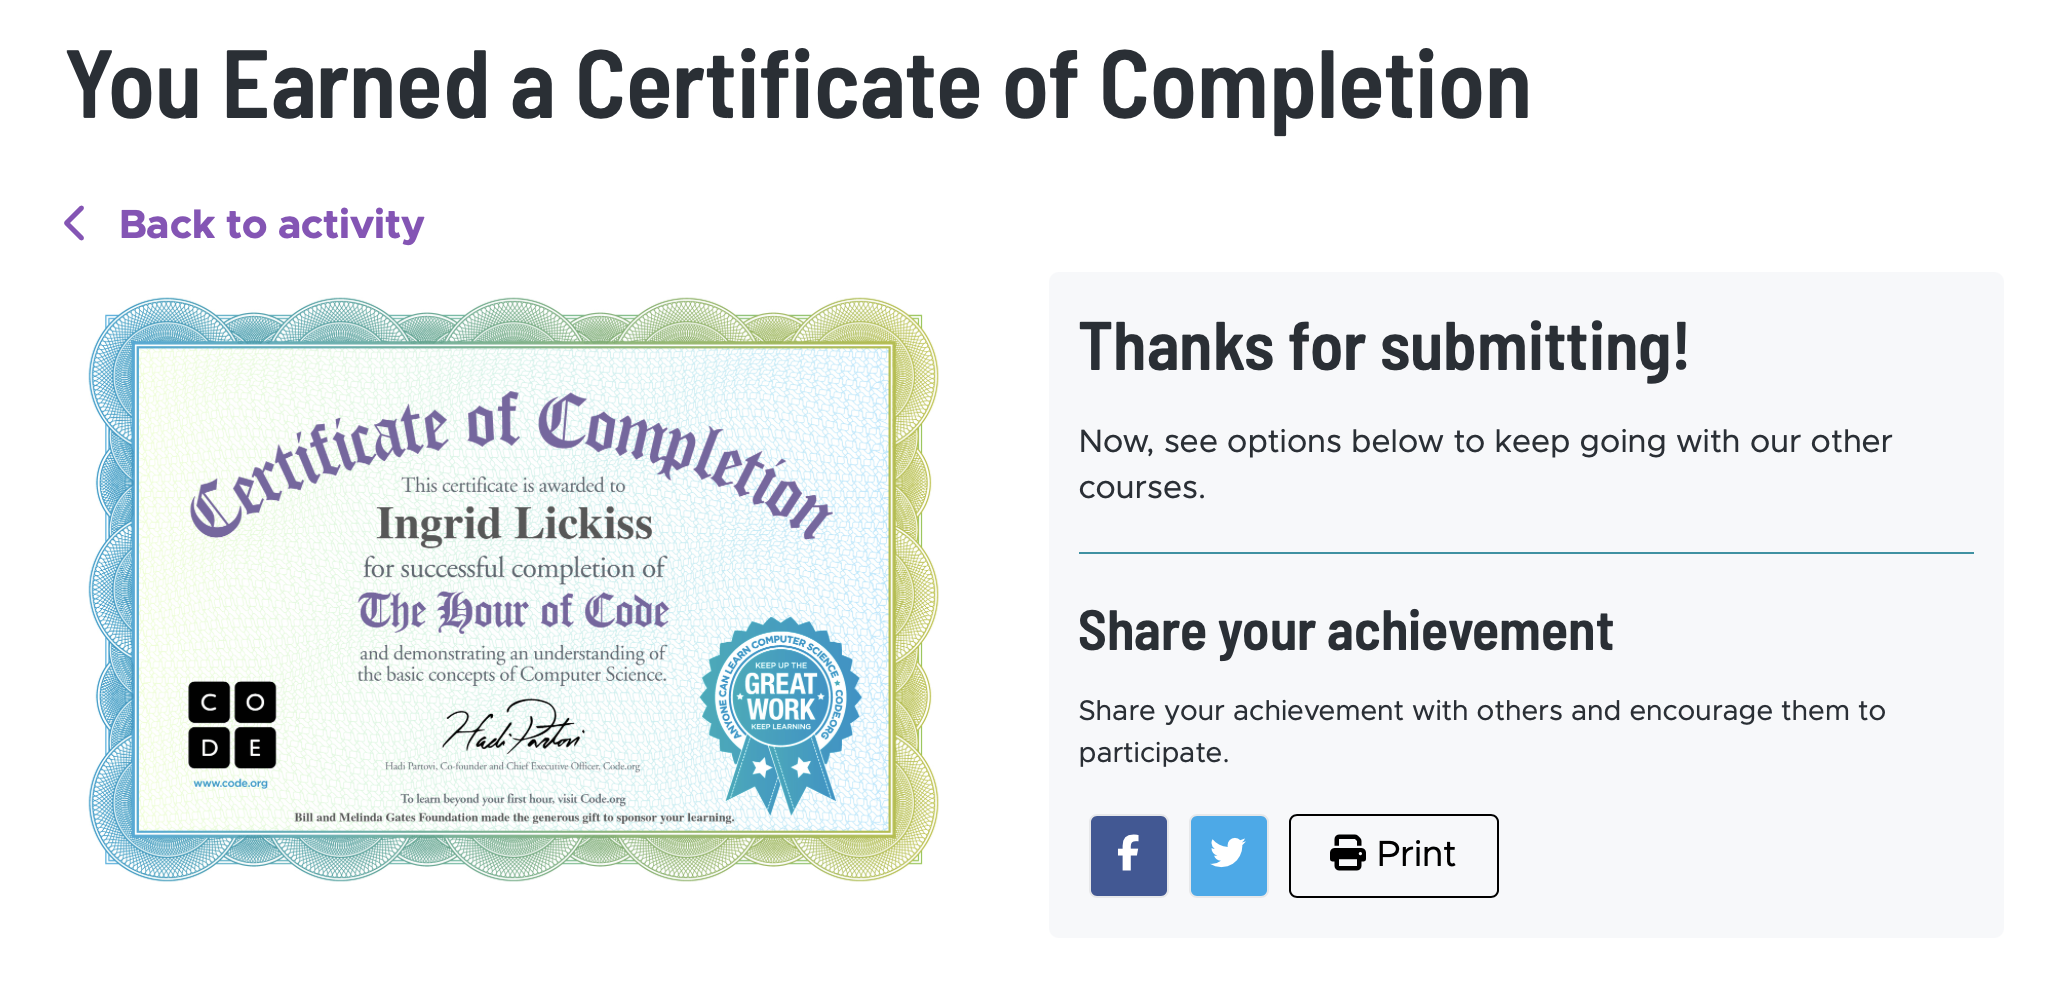 You Earned a Certificate of Completion
Back to activity
Certificate of Completion
This certificate is awarded to
Ingrid Lickiss
for successful completion of
The Hour of Code
and demonstrating an understanding of
the basic concepts of Computer Science.
C O
D E
www.code.org
Hadi Partovi
Hadi Partovi, Co-founder and Chief Executive Officer, Code.org
ANYONE CAN LEARN COMPUTER SCIENCE ★ CODE.ORG
KEEP UP THE
GREAT
WORK
KEEP LEARNING
To learn beyond your first hour, visit Code.org
Bill and Melinda Gates Foundation made the generous gift to sponsor your learning.
Thanks for submitting!
Now, see options below to keep going with our other
courses.
Share your achievement
Share your achievement with others and encourage them to
participate.
Print